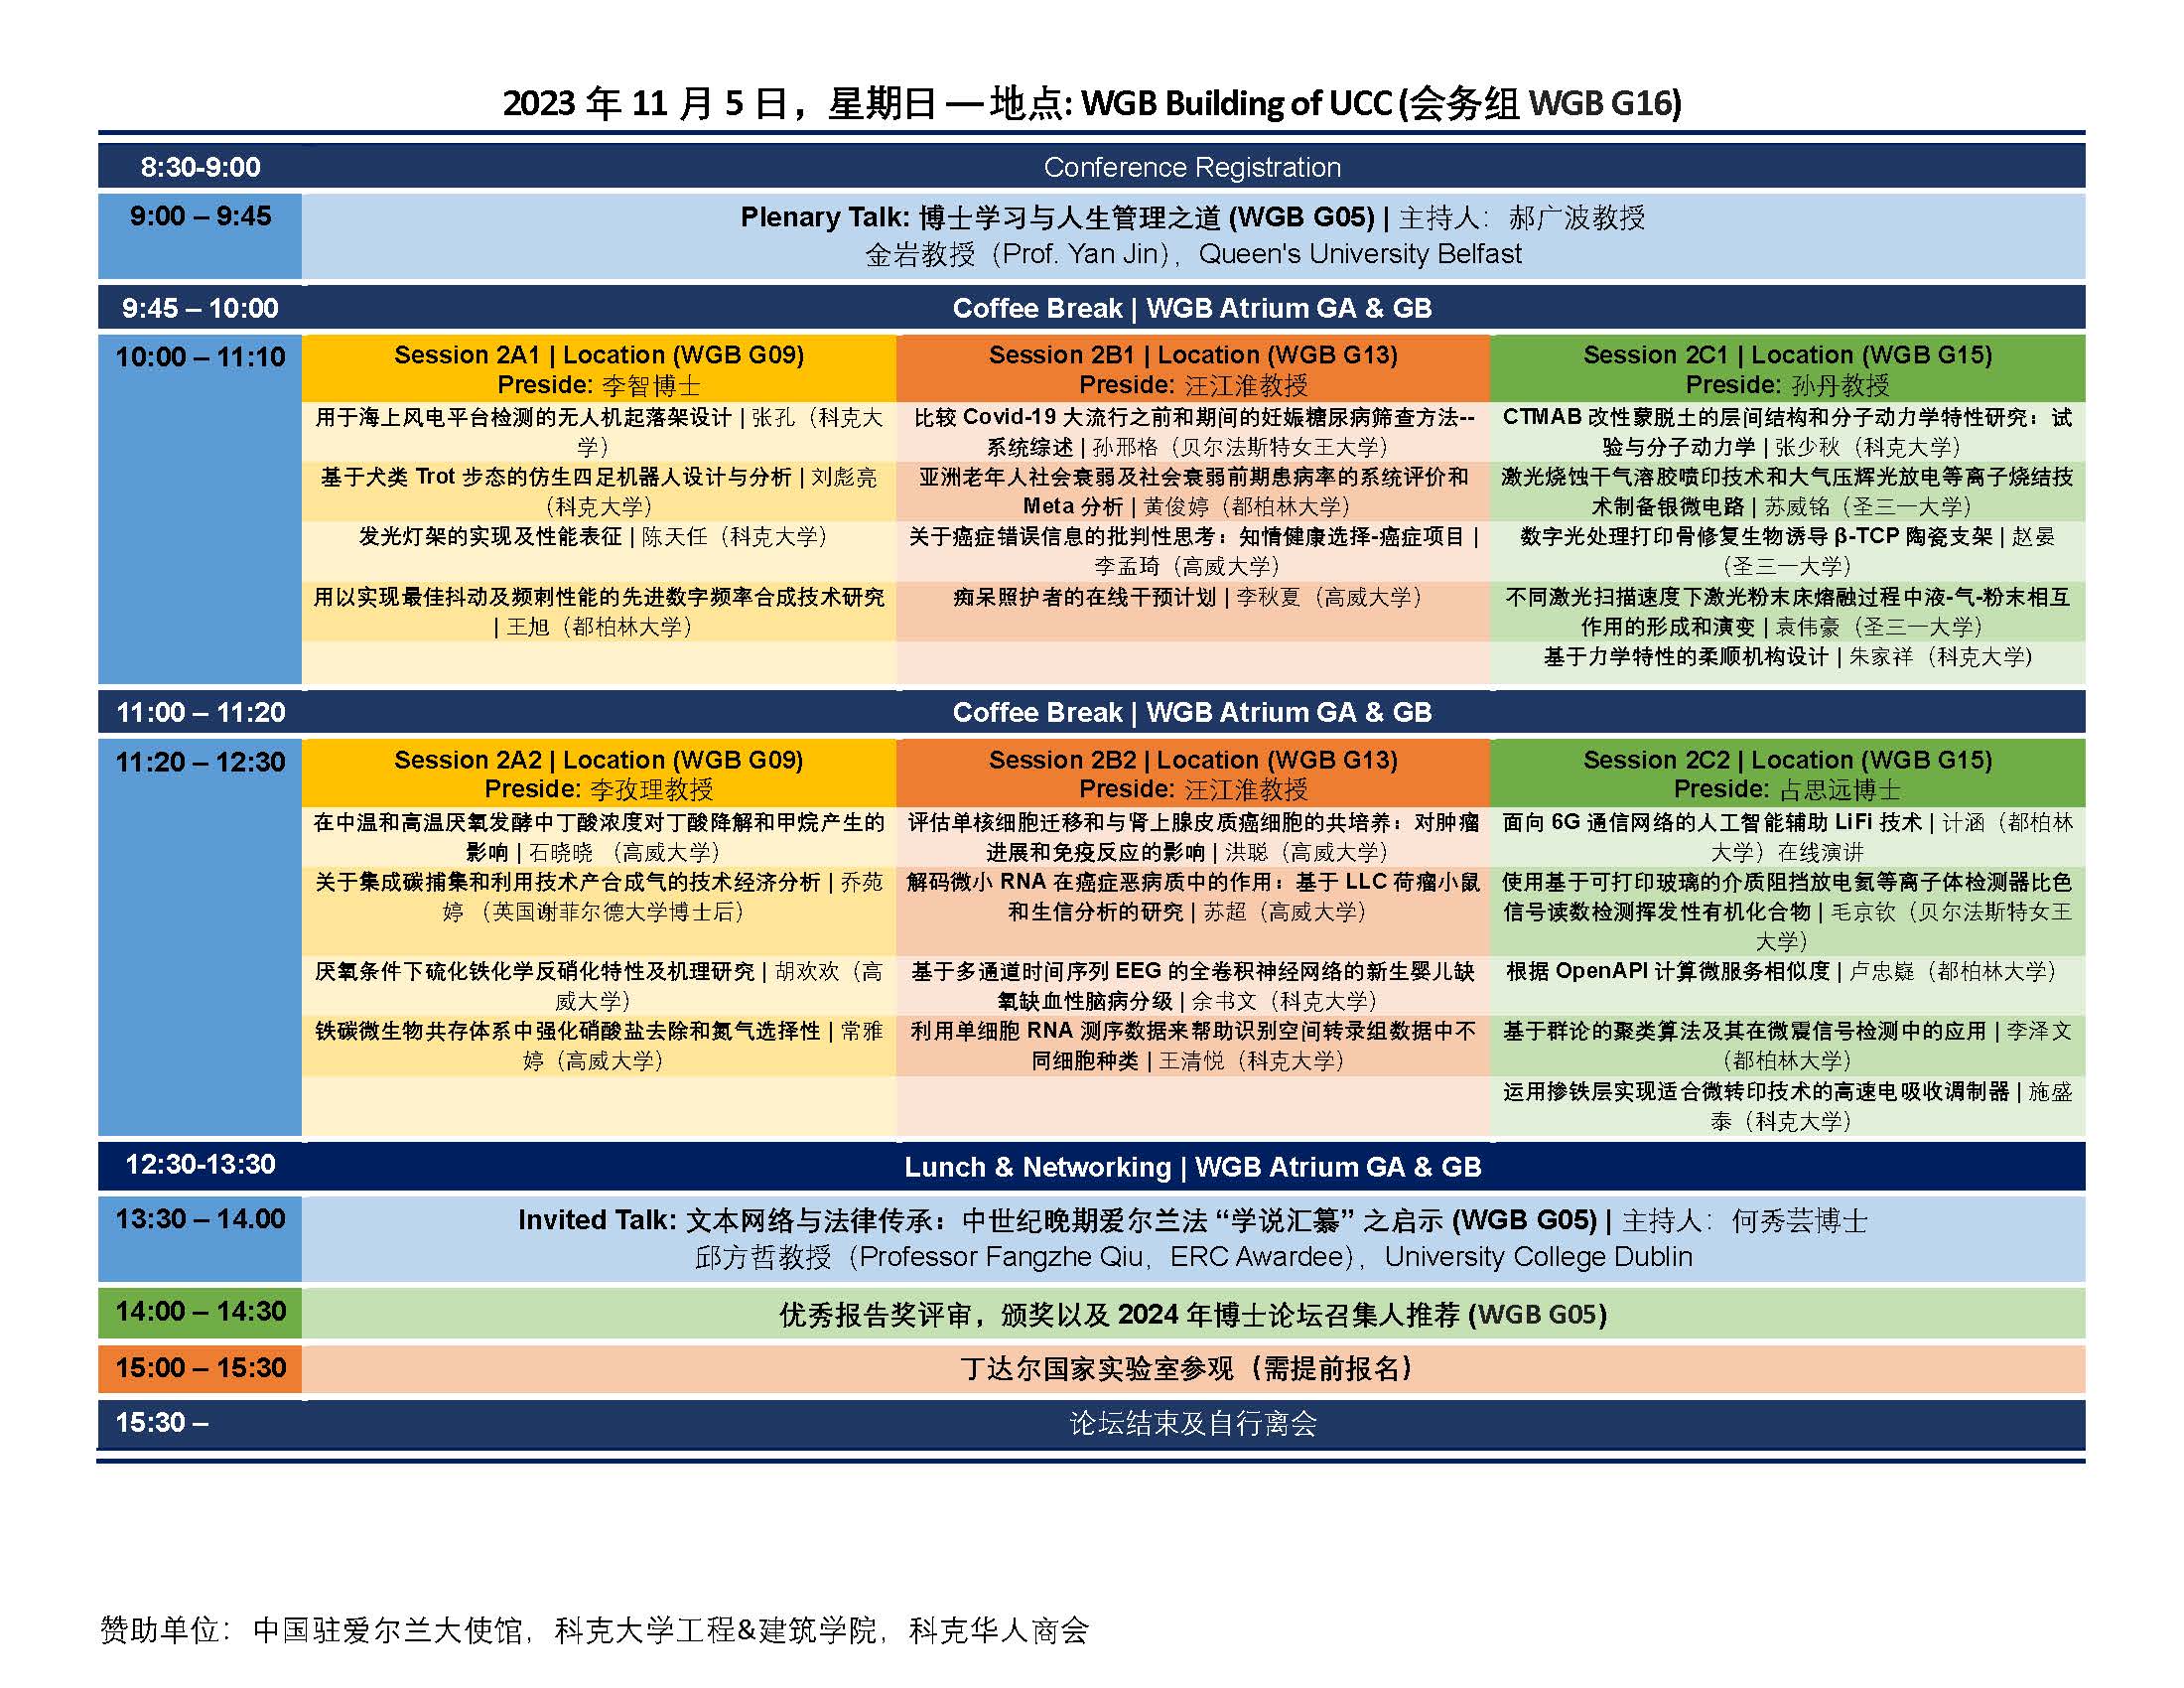 2023 年 11 月 5 日，星期日 — 地点: WGB Building of UCC (会务组 WGB G16)
8:30-9:00 Conference Registration
9:00 – 9:45
Plenary Talk: 博士学习与人生管理之道 (WGB G05) | 主持人：郝广波教授
金岩教授（Prof. Yan Jin），Queen's University Belfast
9:45 – 10:00 Coffee Break | WGB Atrium GA & GB
10:00 – 11:10
Session 2A1 | Location (WGB G09)
Preside: 李智博士
用于海上风电平台检测的无人机起落架设计 | 张孔（科克大
学）
基于犬类 Trot 步态的仿生四足机器人设计与分析 | 刘彪亮
（科克大学）
发光灯架的实现及性能表征 | 陈天任（科克大学）
用以实现最佳抖动及频刺性能的先进数字频率合成技术研究
| 王旭（都柏林大学）
Session 2B1 | Location (WGB G13)
Preside: 汪江淮教授
比较 Covid-19 大流行之前和期间的妊娠糖尿病筛查方法--
系统综述 | 孙邢格（贝尔法斯特女王大学）
亚洲老年人社会衰弱及社会衰弱前期患病率的系统评价和
Meta 分析 | 黄俊婷（都柏林大学）
关于癌症错误信息的批判性思考：知情健康选择-癌症项目 |
李孟琦（高威大学）
痴呆照护者的在线干预计划 | 李秋夏（高威大学）
Session 2C1 | Location (WGB G15)
Preside: 孙丹教授
CTMAB 改性蒙脱土的层间结构和分子动力学特性研究：试
验与分子动力学 | 张少秋（科克大学）
激光烧蚀干气溶胶喷印技术和大气压辉光放电等离子烧结技
术制备银微电路 | 苏威铭（圣三一大学）
数字光处理打印骨修复生物诱导 β-TCP 陶瓷支架 | 赵晏
（圣三一大学）
不同激光扫描速度下激光粉末床熔融过程中液-气-粉末相互
作用的形成和演变 | 袁伟豪（圣三一大学）
基于力学特性的柔顺机构设计 | 朱家祥（科克大学）
11:00 – 11:20 Coffee Break | WGB Atrium GA & GB
11:20 – 12:30
Session 2A2 | Location (WGB G09)
Preside: 李孜理教授
在中温和高温厌氧发酵中丁酸浓度对丁酸降解和甲烷产生的
影响 | 石晓晓 （高威大学）
关于集成碳捕集和利用技术产合成气的技术经济分析 | 乔苑
婷 （英国谢菲尔德大学博士后）
厌氧条件下硫化铁化学反硝化特性及机理研究 | 胡欢欢（高
威大学）
铁碳微生物共存体系中强化硝酸盐去除和氮气选择性 | 常雅
婷（高威大学）
Session 2B2 | Location (WGB G13)
Preside: 汪江淮教授
评估单核细胞迁移和与肾上腺皮质癌细胞的共培养：对肿瘤
进展和免疫反应的影响 | 洪聪（高威大学）
解码微小 RNA 在癌症恶病质中的作用：基于 LLC 荷瘤小鼠
和生信分析的研究 | 苏超（高威大学）
基于多通道时间序列 EEG 的全卷积神经网络的新生婴儿缺
氧缺血性脑病分级 | 余书文（科克大学）
利用单细胞 RNA 测序数据来帮助识别空间转录组数据中不
同细胞种类 | 王清悦（科克大学）
Session 2C2 | Location (WGB G15)
Preside: 占思远博士
面向 6G 通信网络的人工智能辅助 LiFi 技术 | 计涵（都柏林
大学）在线演讲
使用基于可打印玻璃的介质阻挡放电氦等离子体检测器比色
信号读数检测挥发性有机化合物 | 毛京钦（贝尔法斯特女王
大学）
根据 OpenAPI 计算微服务相似度 | 卢忠嶷（都柏林大学）
基于群论的聚类算法及其在微震信号检测中的应用 | 李泽文
（都柏林大学）
运用掺铁层实现适合微转印技术的高速电吸收调制器 | 施盛
泰（科克大学）
12:30-13:30 Lunch & Networking | WGB Atrium GA & GB
13:30 – 14.00
Invited Talk: 文本网络与法律传承：中世纪晚期爱尔兰法 “学说汇纂” 之启示 (WGB G05) | 主持人：何秀芸博士
邱方哲教授（Professor Fangzhe Qiu，ERC Awardee），University College Dublin
14:00 – 14:30 优秀报告奖评审，颁奖以及 2024 年博士论坛召集人推荐 (WGB G05)
15:00 – 15:30 丁达尔国家实验室参观（需提前报名）
15:30 – 论坛结束及自行离会
赞助单位：中国驻爱尔兰大使馆，科克大学工程&建筑学院，科克华人商会